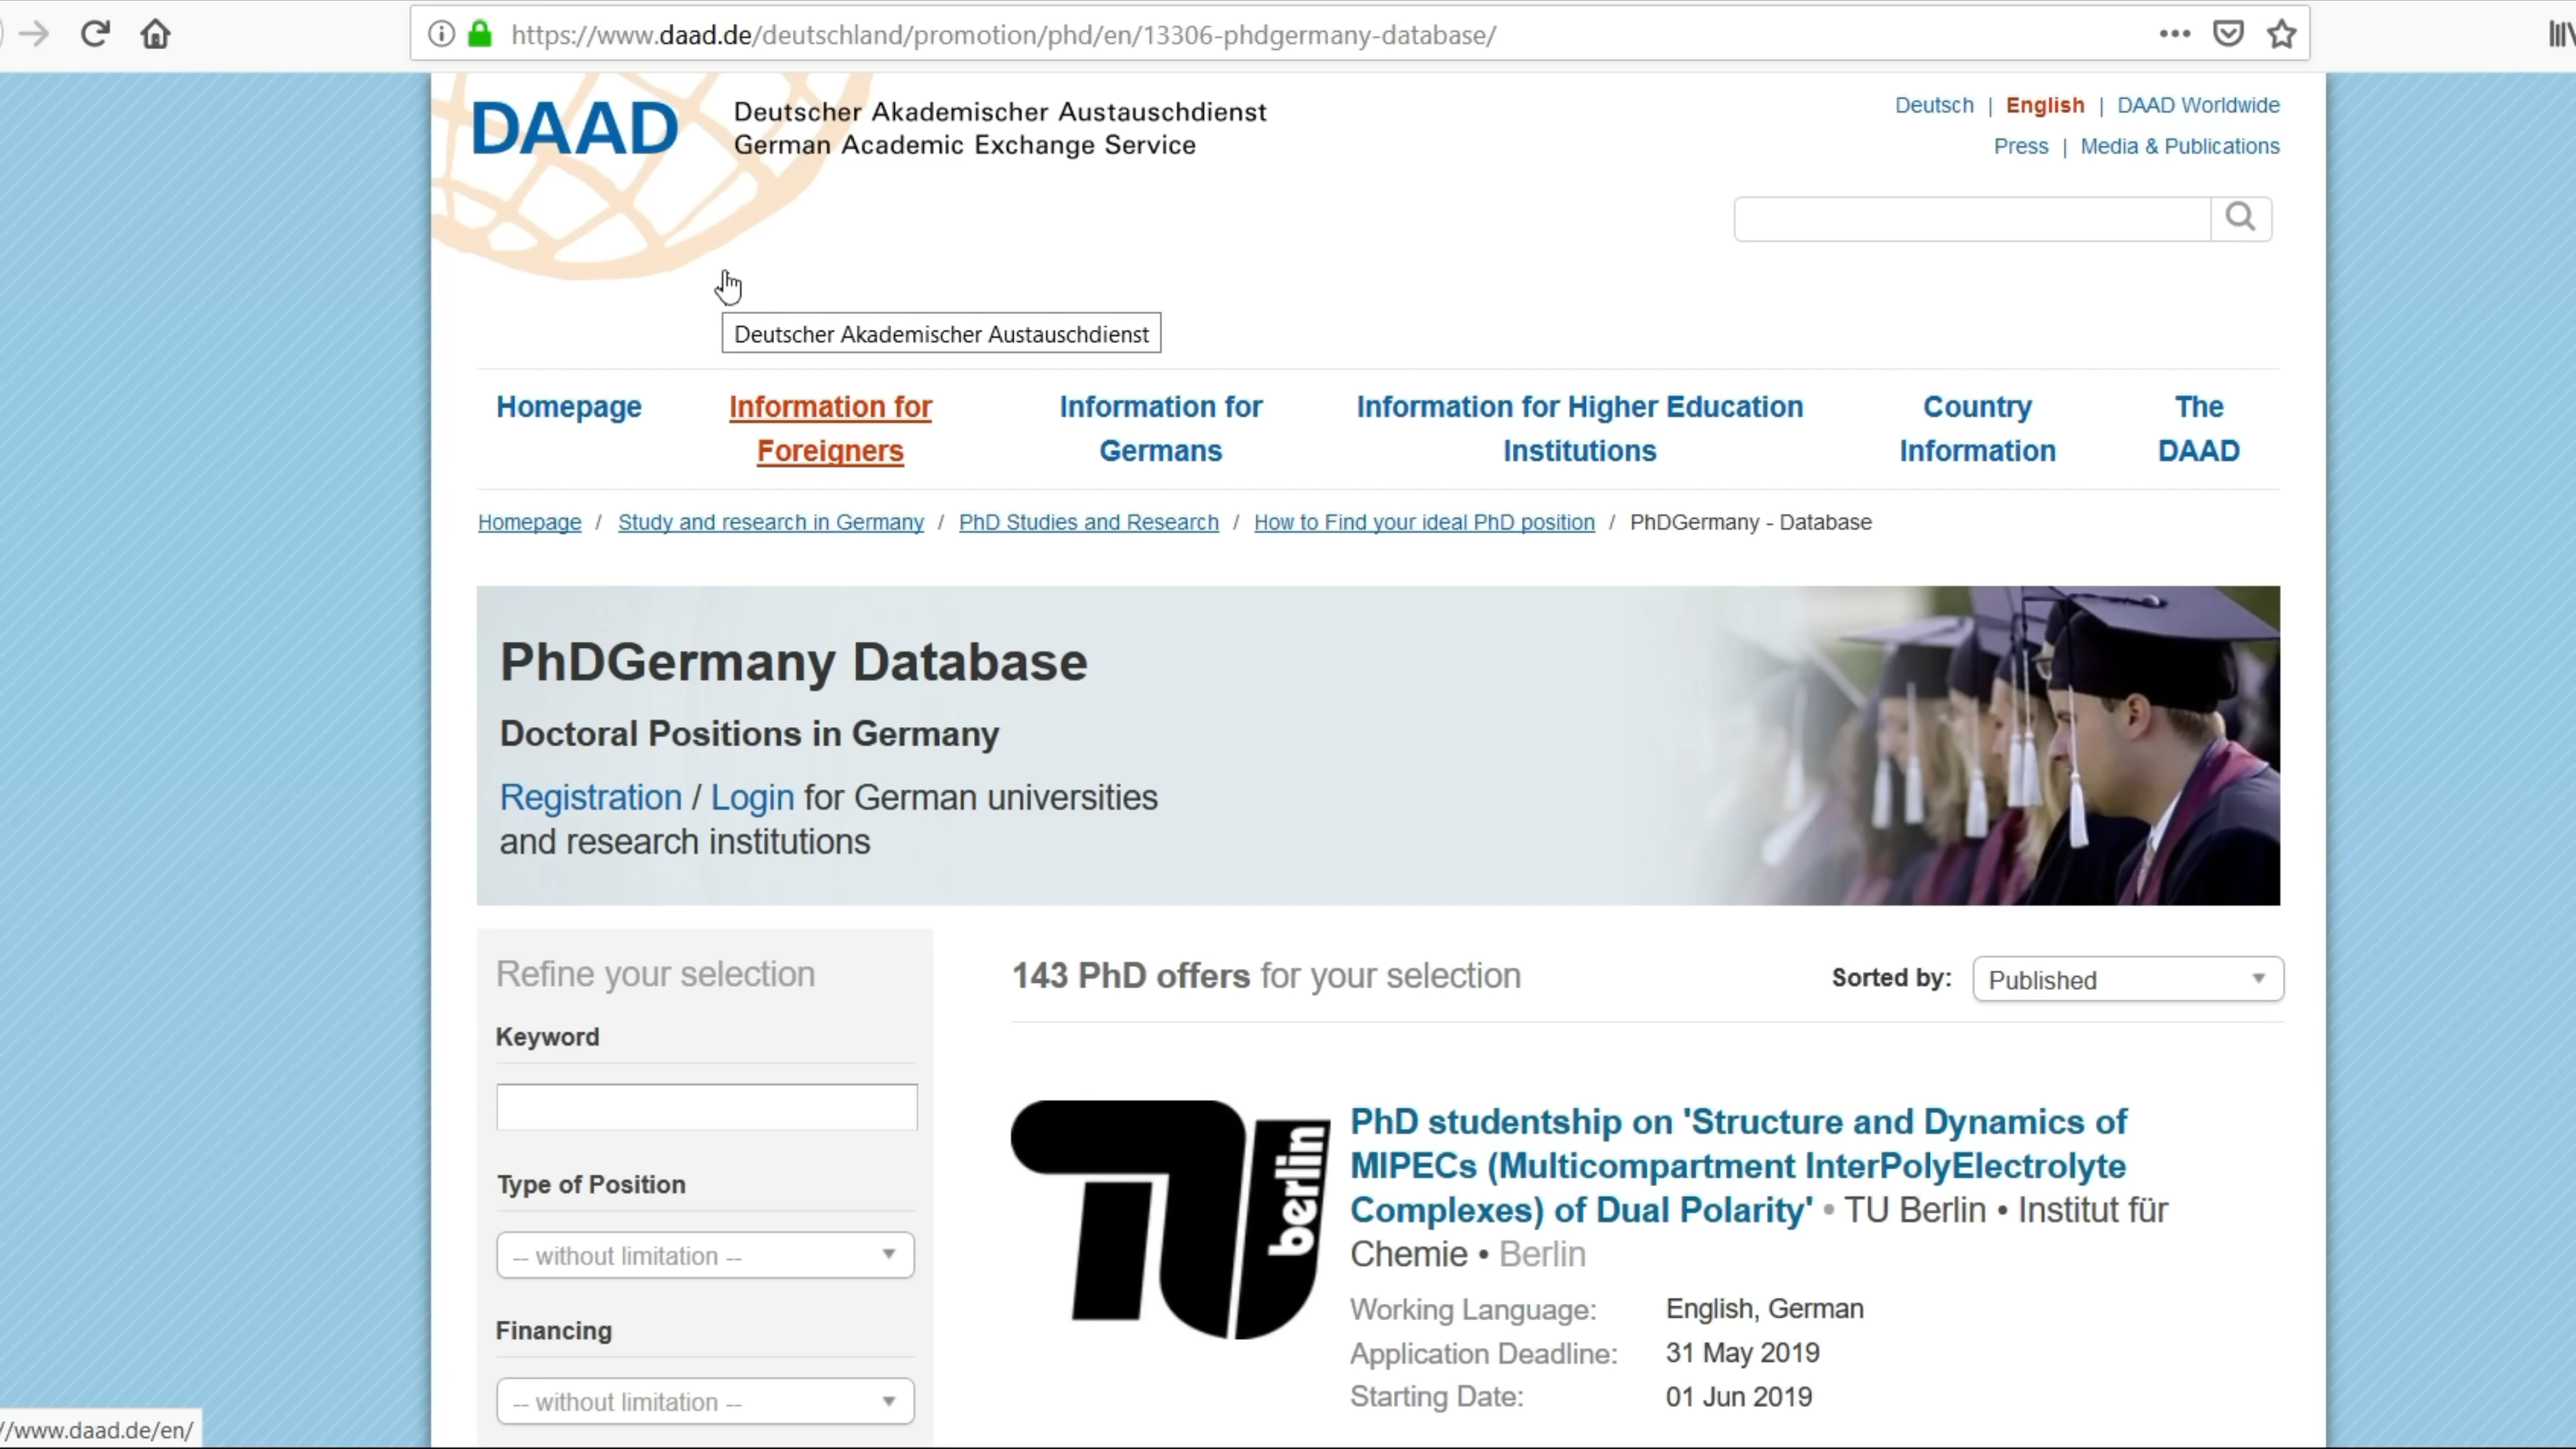 https://www.daad.de/deutschland/promotion/phd/en/13306-phdgermany-database/
DAAD
Deutscher Akademischer Austauschdienst
German Academic Exchange Service
Deutsch | English | DAAD Worldwide
Press | Media & Publications
Deutscher Akademischer Austauschdienst
Homepage
Information for
Foreigners
Information for
Germans
Information for Higher Education
Institutions
Country
Information
The
DAAD
Homepage / Study and research in Germany / PhD Studies and Research / How to Find your ideal PhD position / PhDGermany - Database
PhDGermany Database
Doctoral Positions in Germany
Registration / Login for German universities
and research institutions
Refine your selection
Keyword
Type of Position
-- without limitation --
Financing
-- without limitation --
143 PhD offers for your selection
Sorted by: Published
berlin
PhD studentship on 'Structure and Dynamics of
MIPECs (Multicompartment InterPolyElectrolyte
Complexes) of Dual Polarity' • TU Berlin • Institut für
Chemie • Berlin
Working Language: English, German
Application Deadline: 31 May 2019
Starting Date: 01 Jun 2019
//www.daad.de/en/